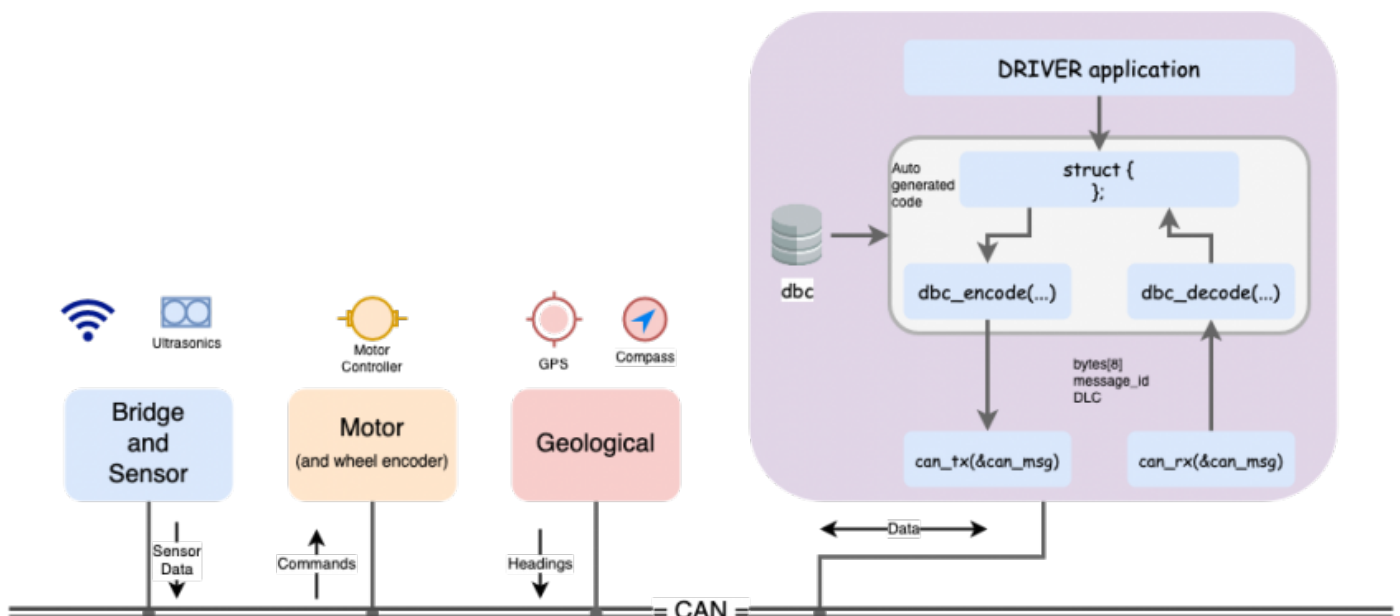 DRIVER application
Auto
generated
code
struct {
};
dbc
dbc_encode(...)
dbc_decode(...)
bytes[8]
message_id
DLC
can_tx(&can_msg)
can_rx(&can_msg)
Ultrasonics
Motor
Controller
GPS
Compass
Bridge
and
Sensor
Motor
(and wheel encoder)
Geological
Sensor
Data
Commands
Headings
Data
= CAN =